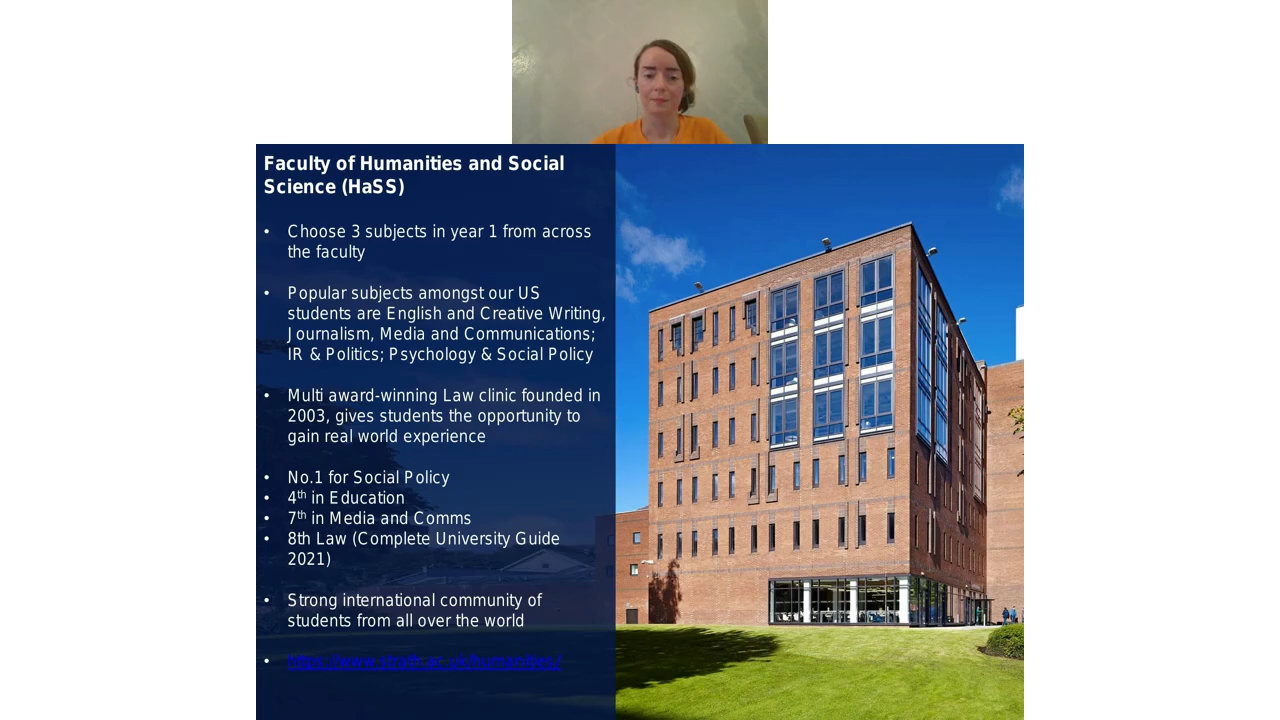 Faculty of Humanities and Social
Science (HaSS)
• Choose 3 subjects in year 1 from across
the faculty
• Popular subjects amongst our US
students are English and Creative Writing,
Journalism, Media and Communications;
IR & Politics; Psychology & Social Policy
• Multi award-winning Law clinic founded in
2003, gives students the opportunity to
gain real world experience
• No.1 for Social Policy
• 4th in Education
• 7th in Media and Comms
• 8th Law (Complete University Guide
2021)
• Strong international community of
students from all over the world
• https://www.strath.ac.uk/humanities/